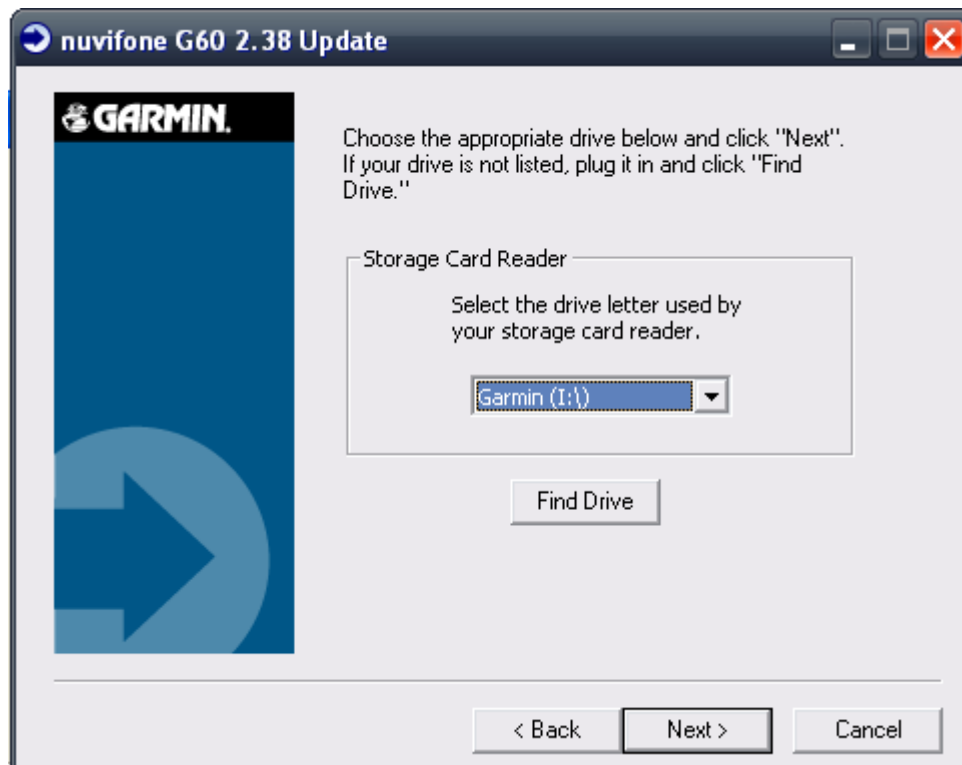 nuvifone G60 2.38 Update
GARMIN.
Choose the appropriate drive below and click "Next".
If your drive is not listed, plug it in and click "Find
Drive."
Storage Card Reader
Select the drive letter used by
your storage card reader.
Garmin (I:\)
Find Drive
< Back
Next >
Cancel